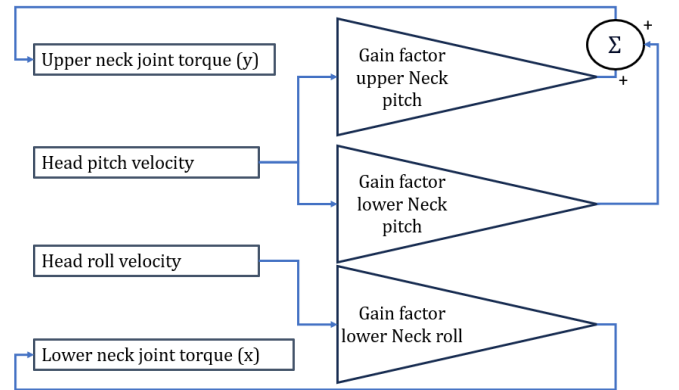 Upper neck joint torque (y)
Gain factor
upper Neck
pitch
Σ
+
+
Head pitch velocity
Gain factor
lower Neck
pitch
Head roll velocity
Gain factor
lower Neck roll
Lower neck joint torque (x)